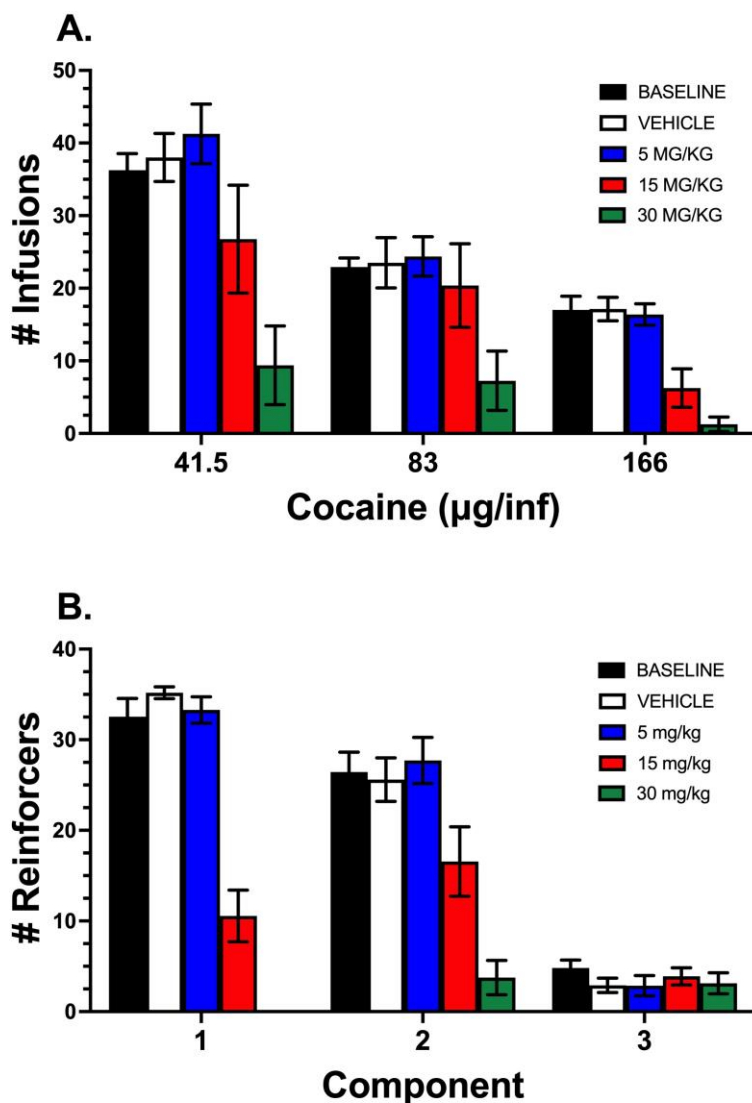 A.
50
40
30
20
10
0
# Infusions
BASELINE
VEHICLE
5 MG/KG
15 MG/KG
30 MG/KG
41.5 83 166
Cocaine (µg/inf)
B.
40
30
20
10
0
# Reinforcers
BASELINE
VEHICLE
5 mg/kg
15 mg/kg
30 mg/kg
1 2 3
Component